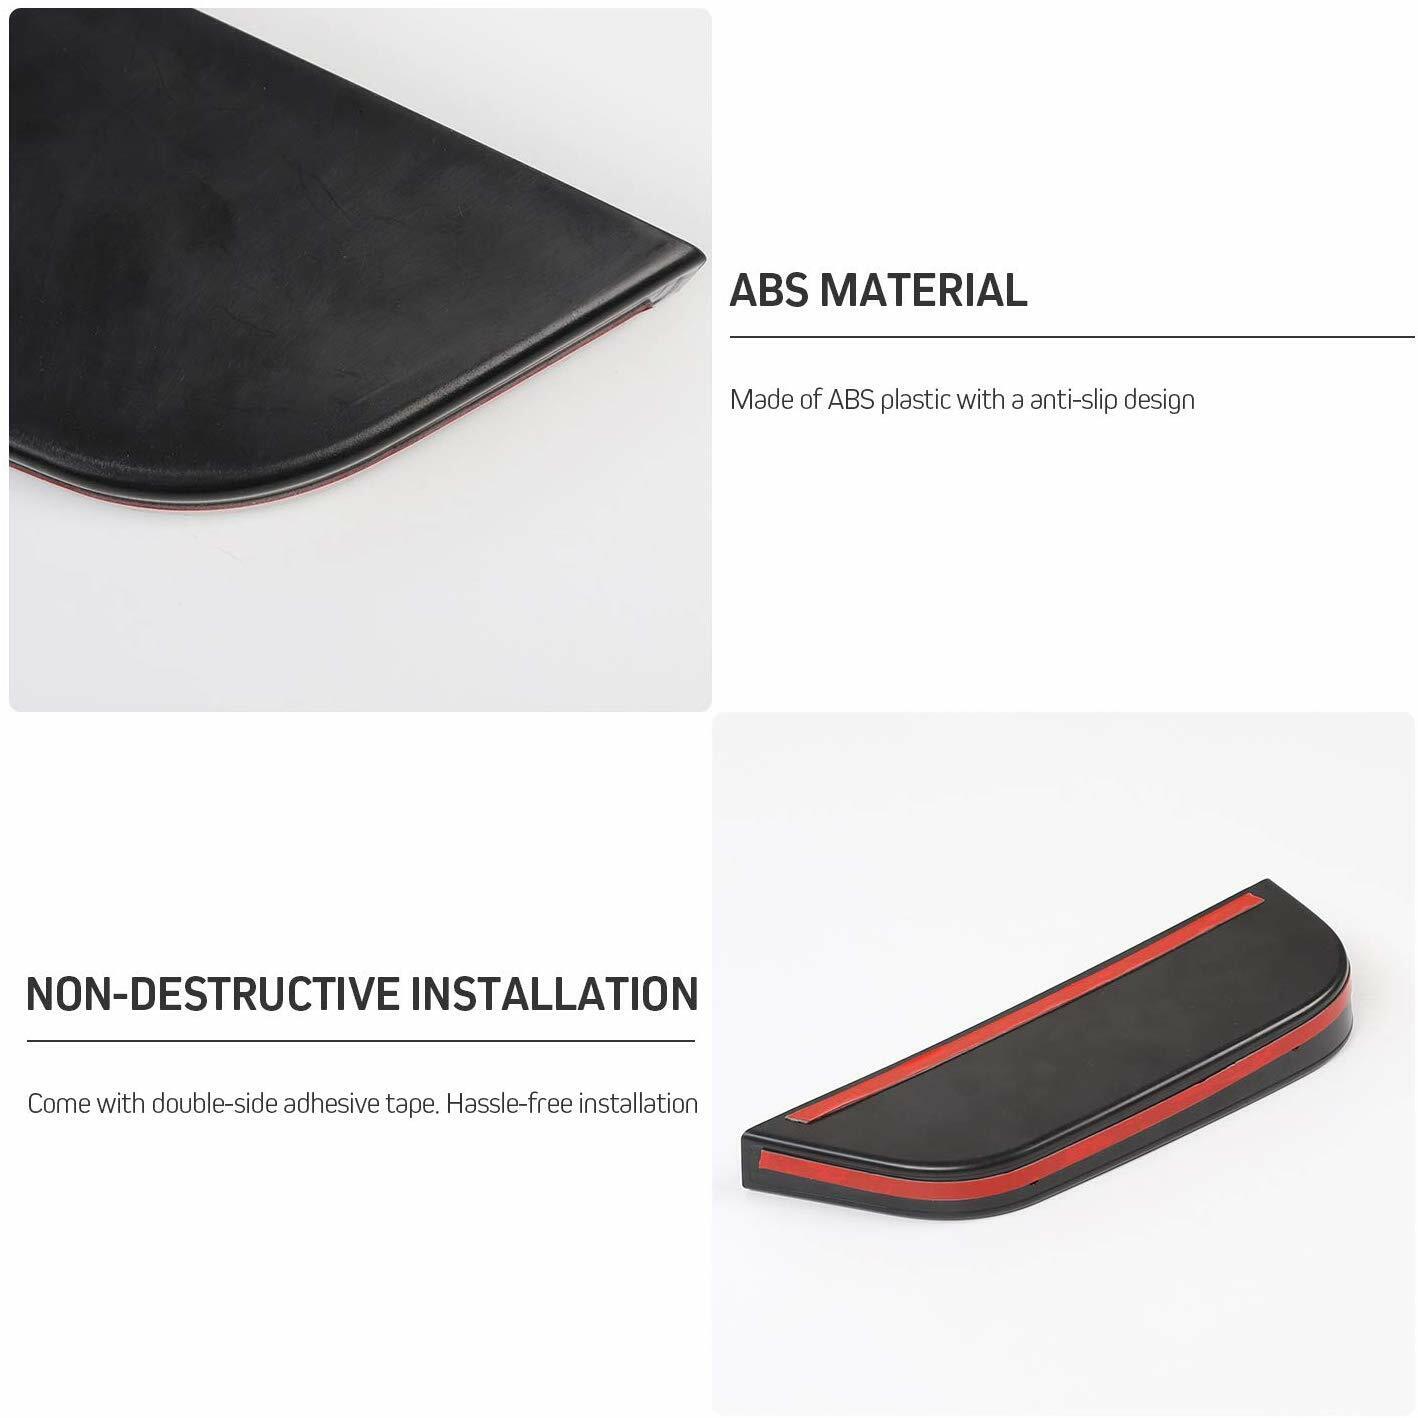 ABS MATERIAL
Made of ABS plastic with a anti-slip design
NON-DESTRUCTIVE INSTALLATION
Come with double-side adhesive tape. Hassle-free installation